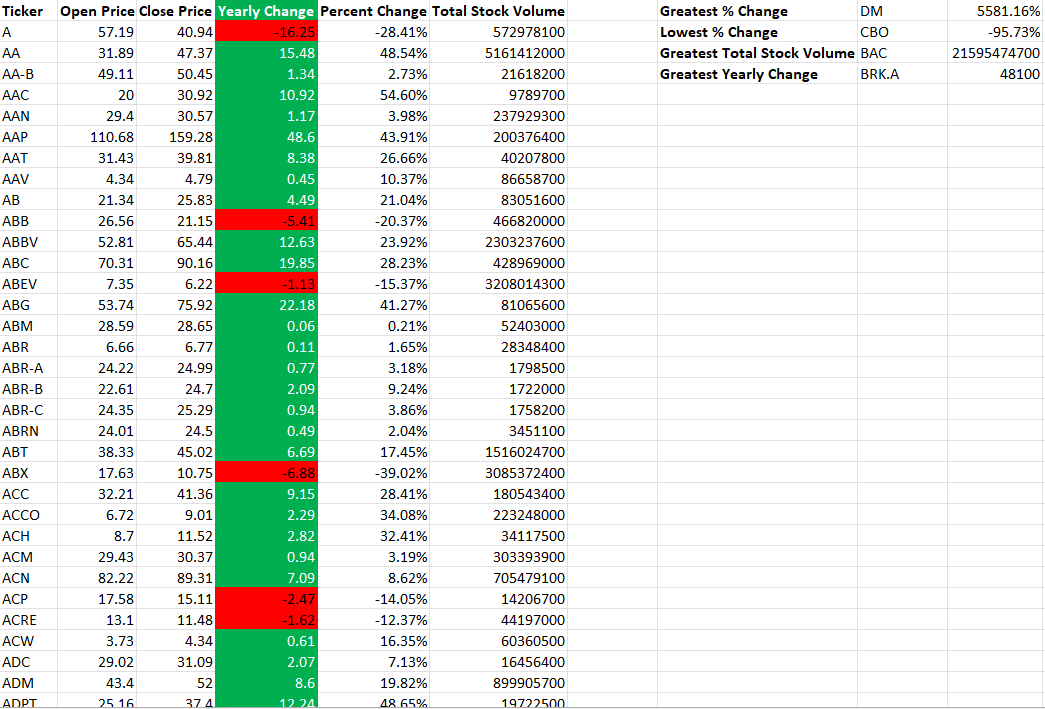 Ticker Open Price Close Price Yearly Change Percent Change Total Stock Volume Greatest % Change DM 5581.16%
A 57.19 40.94 -16.25 -28.41% 572978100 Lowest % Change CBO -95.73%
AA 31.89 47.37 15.48 48.54% 5161412000 Greatest Total Stock Volume BAC 21595474700
AA-B 49.11 50.45 1.34 2.73% 21618200 Greatest Yearly Change BRK.A 48100
AAC 20 30.92 10.92 54.60% 9789700
AAN 29.4 30.57 1.17 3.98% 237929300
AAP 110.68 159.28 48.6 43.91% 200376400
AAT 31.43 39.81 8.38 26.66% 40207800
AAV 4.34 4.79 0.45 10.37% 86658700
AB 21.34 25.83 4.49 21.04% 83051600
ABB 26.56 21.15 -5.41 -20.37% 466820000
ABBV 52.81 65.44 12.63 23.92% 2303237600
ABC 70.31 90.16 19.85 28.23% 428969000
ABEV 7.35 6.22 -1.13 -15.37% 3208014300
ABG 53.74 75.92 22.18 41.27% 81065600
ABM 28.59 28.65 0.06 0.21% 52403000
ABR 6.66 6.77 0.11 1.65% 28348400
ABR-A 24.22 24.99 0.77 3.18% 1798500
ABR-B 22.61 24.7 2.09 9.24% 1722000
ABR-C 24.35 25.29 0.94 3.86% 1758200
ABRN 24.01 24.5 0.49 2.04% 3451100
ABT 38.33 45.02 6.69 17.45% 1516024700
ABX 17.63 10.75 -6.88 -39.02% 3085372400
ACC 32.21 41.36 9.15 28.41% 180543400
ACCO 6.72 9.01 2.29 34.08% 223248000
ACH 8.7 11.52 2.82 32.41% 34117500
ACM 29.43 30.37 0.94 3.19% 303393900
ACN 82.22 89.31 7.09 8.62% 705479100
ACP 17.58 15.11 -2.47 -14.05% 14206700
ACRE 13.1 11.48 -1.62 -12.37% 44197000
ACW 3.73 4.34 0.61 16.35% 60360500
ADC 29.02 31.09 2.07 7.13% 16456400
ADM 43.4 52 8.6 19.82% 899905700
ADPT 25.16 37.4 12.24 48.65% 19722500